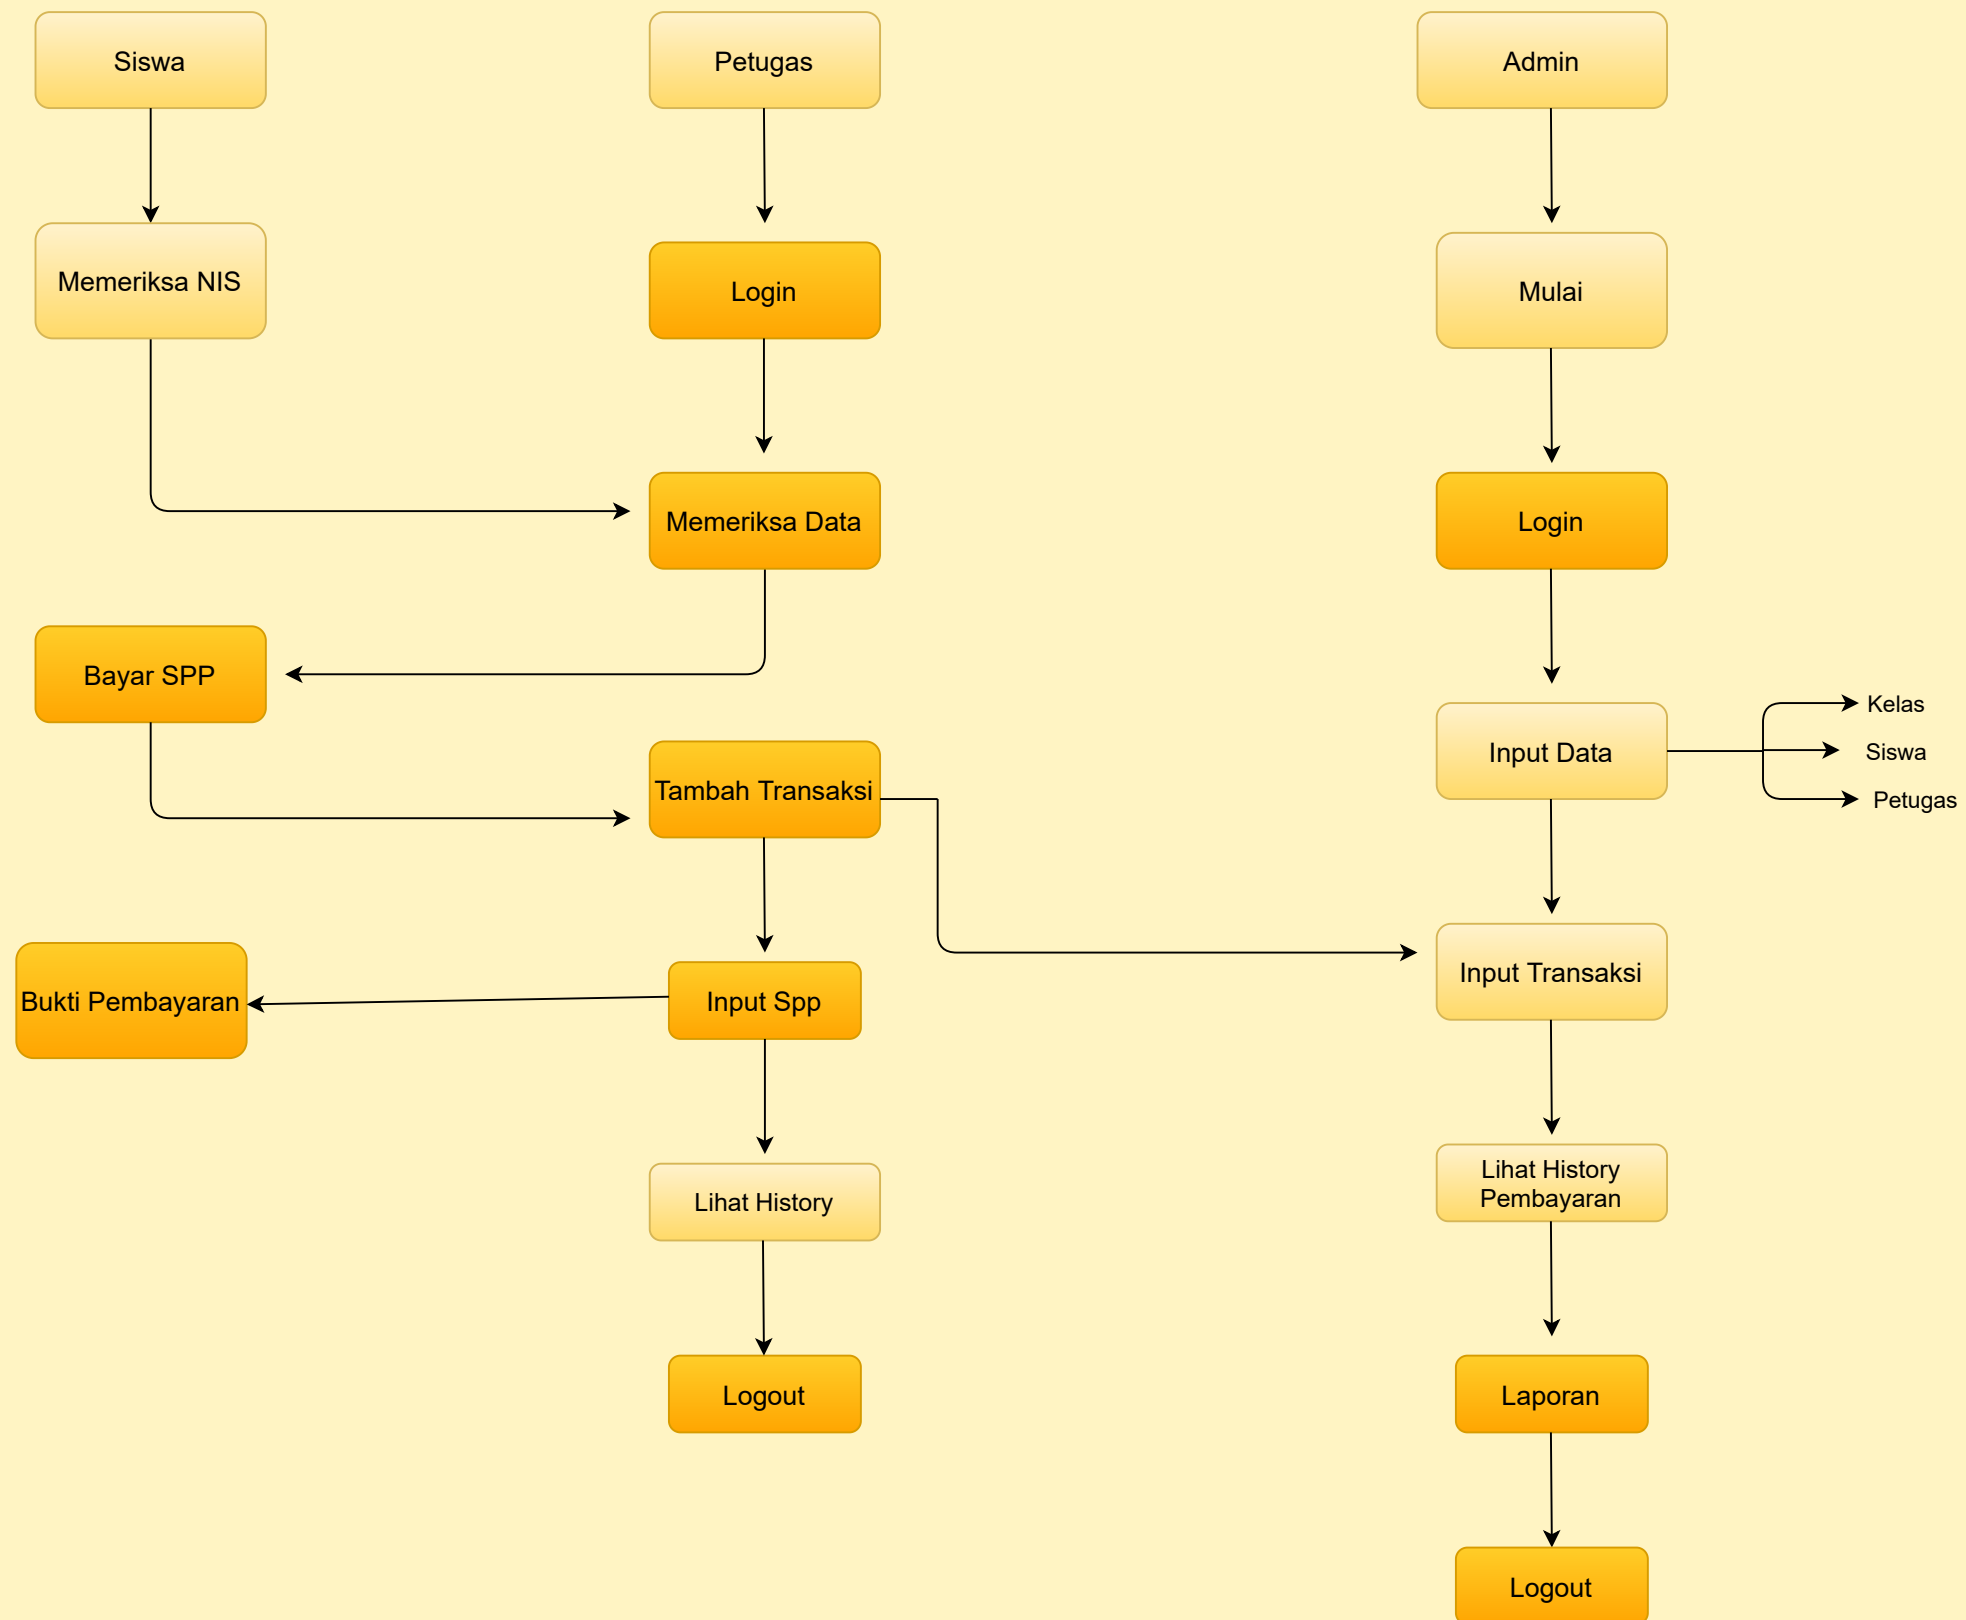 Siswa
Petugas
Admin
Memeriksa NIS
Login
Mulai
Memeriksa Data
Login
Bayar SPP
Kelas
Input Data
Siswa
Tambah Transaksi
Petugas
Input Transaksi
Bukti Pembayaran
Input Spp
Lihat History
Lihat History
Pembayaran
Logout
Laporan
Logout